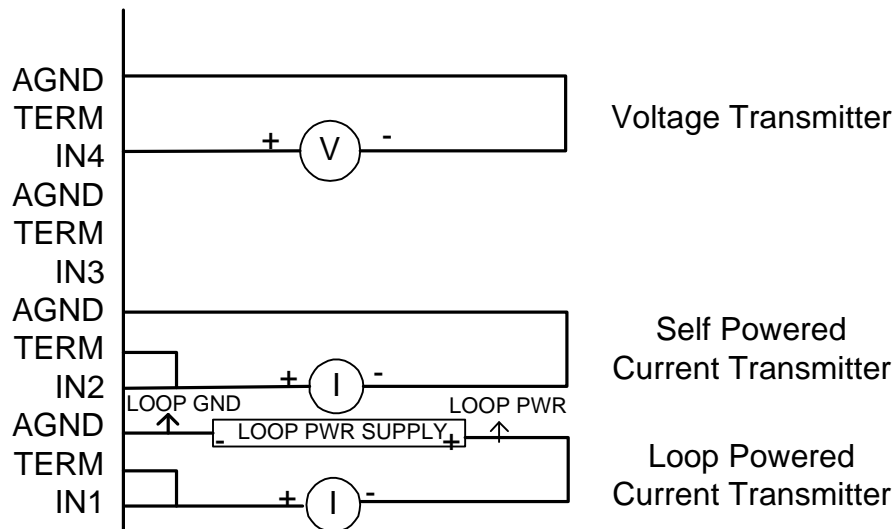 AGND
TERM
IN4
+ V -
Voltage Transmitter
AGND
TERM
IN3
AGND
TERM
IN2
+ I -
Self Powered
Current Transmitter
LOOP GND
LOOP PWR
AGND
- LOOP PWR SUPPLY +
TERM
IN1
+ I -
Loop Powered
Current Transmitter